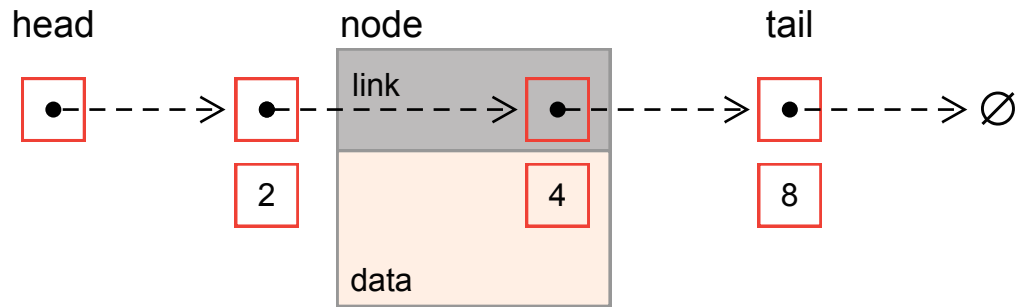 head node tail
link
∅
2 4 8
data